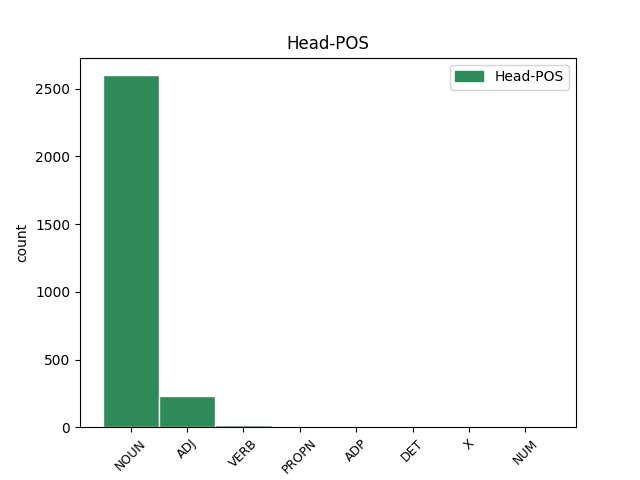 Head-POS
Head-POS
count
2500
2000
1500
1000
500
0
NOUN
ADJ
VERB
PROPN
ADP
DET
X
NUM